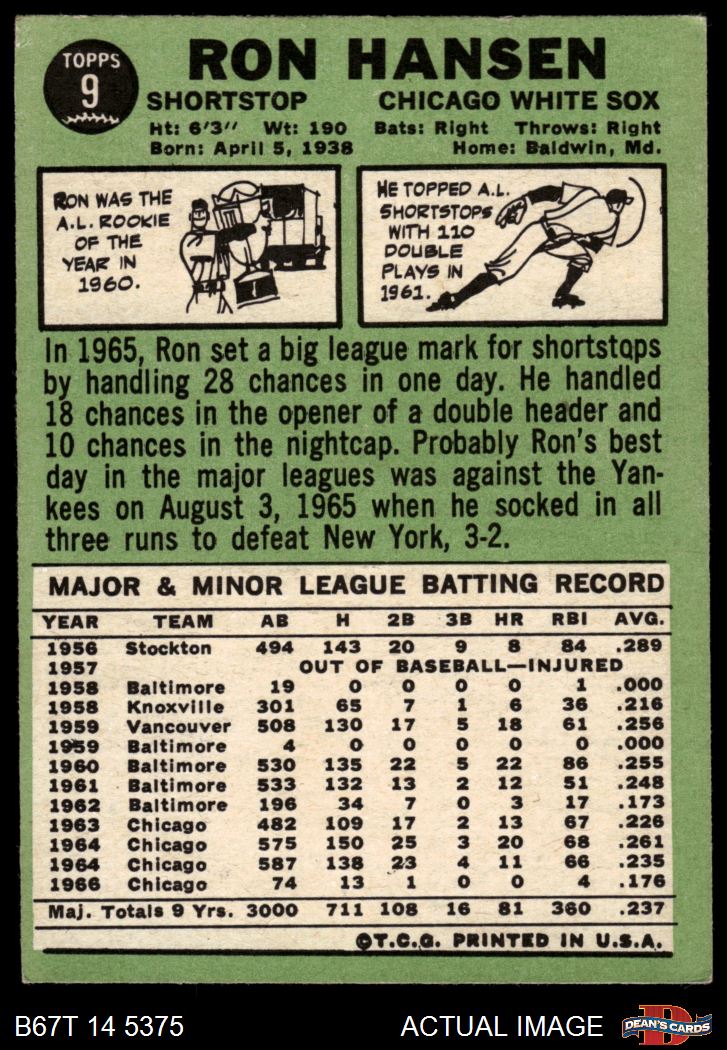 TOPPS
9
RON HANSEN
SHORTSTOP CHICAGO WHITE SOX
Ht: 6'3" Wt: 190 Bats: Right Throws: Right
Born: April 5, 1938 Home: Baldwin, Md.
RON WAS THE
A.L. ROOKIE
OF THE
YEAR IN
1960.
1
HE TOPPED A.L.
SHORTSTOPS
WITH 110
DOUBLE
PLAYS IN
1961.
In 1965, Ron set a big league mark for shortstops
by handling 28 chances in one day. He handled
18 chances in the opener of a double header and
10 chances in the nightcap. Probably Ron's best
day in the major leagues was against the Yan-
kees on August 3, 1965 when he socked in all
three runs to defeat New York, 3-2.
MAJOR & MINOR LEAGUE BATTING RECORD
YEAR TEAM AB H 2B 3B HR RBI AVG.
1956 Stockton 494 143 20 9 8 84 .289
1957 OUT OF BASEBALL—INJURED
1958 Baltimore 19 0 0 0 0 1 .000
1958 Knoxville 301 65 7 1 6 36 .216
1959 Vancouver 508 130 17 5 18 61 .256
1959 Baltimore 4 0 0 0 0 0 .000
1960 Baltimore 530 135 22 5 22 86 .255
1961 Baltimore 533 132 13 2 12 51 .248
1962 Baltimore 196 34 7 0 3 17 .173
1963 Chicago 482 109 17 2 13 67 .226
1964 Chicago 575 150 25 3 20 68 .261
1964 Chicago 587 138 23 4 11 66 .235
1966 Chicago 74 13 1 0 0 4 .176
Maj. Totals 9 Yrs. 3000 711 108 16 81 360 .237
©T.C.G. PRINTED IN U.S.A.
B67T 14 5375 ACTUAL IMAGE
D
DEAN'S CARDS